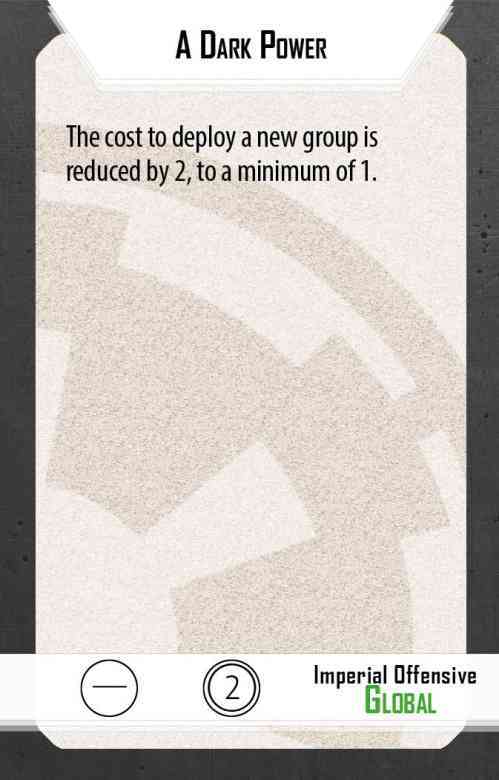 A Dark Power
The cost to deploy a new group is
reduced by 2, to a minimum of 1.
— 2 Imperial Offensive
Global